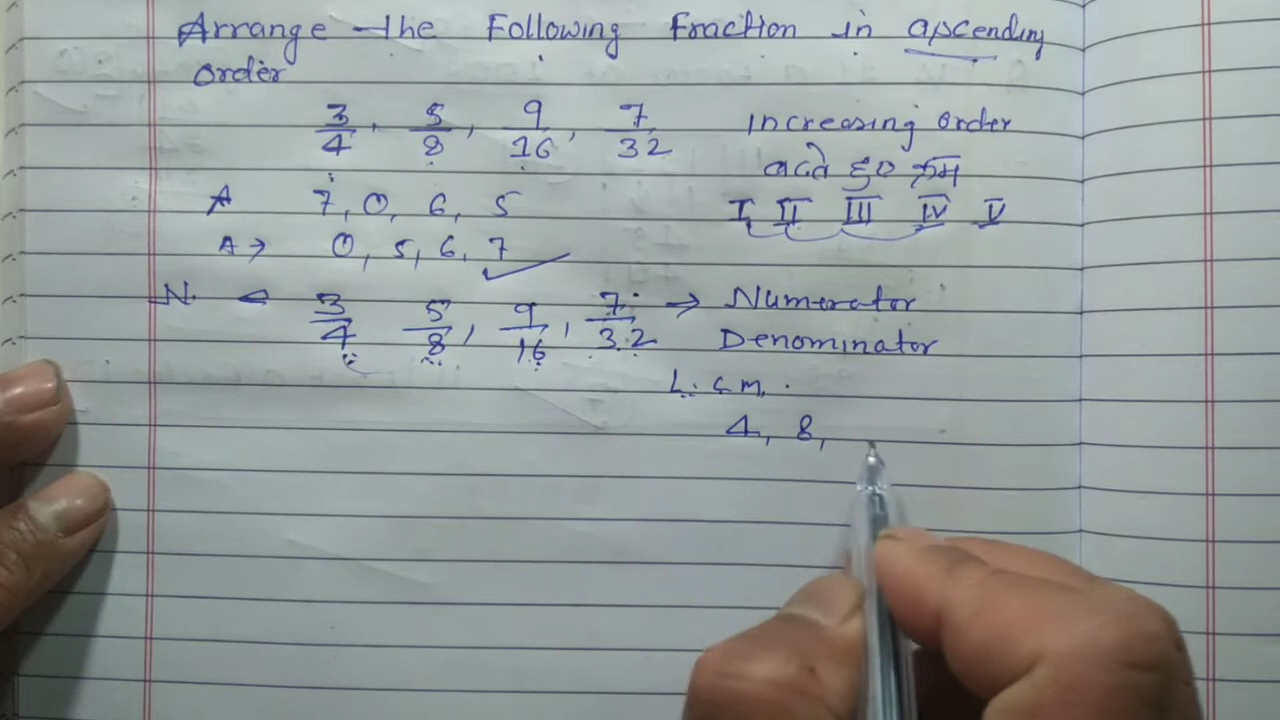 Arrange the Following Fraction in ascending
order
3/4, 5/8, 9/16, 7/32
Increasing order
बढते हुए क्रम
A 7, 0, 6, 5
I II III IV V
A → 0, 5, 6, 7 ✓
N. ← 3/4 5/8, 9/16, 7/32 → Numerator
Denominator
L.C.M.
4, 8,